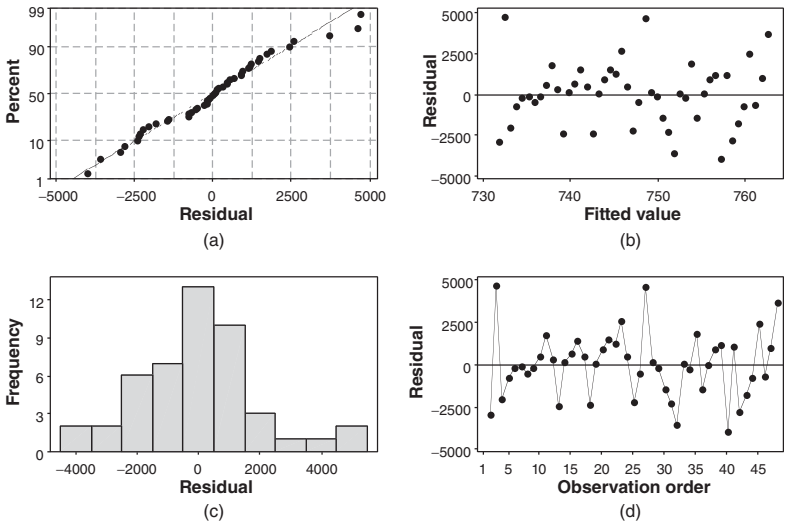 99
90
50
10
1
Percent
−5000 −2500 0 2500 5000
Residual
(a)
5000
2500
0
−2500
−5000
Residual
730 740 750 760
Fitted value
(b)
12
9
6
3
0
Frequency
−4000 −2000 0 2000 4000
Residual
(c)
5000
2500
0
−2500
−5000
Residual
1 5 10 15 20 25 30 35 40 45
Observation order
(d)